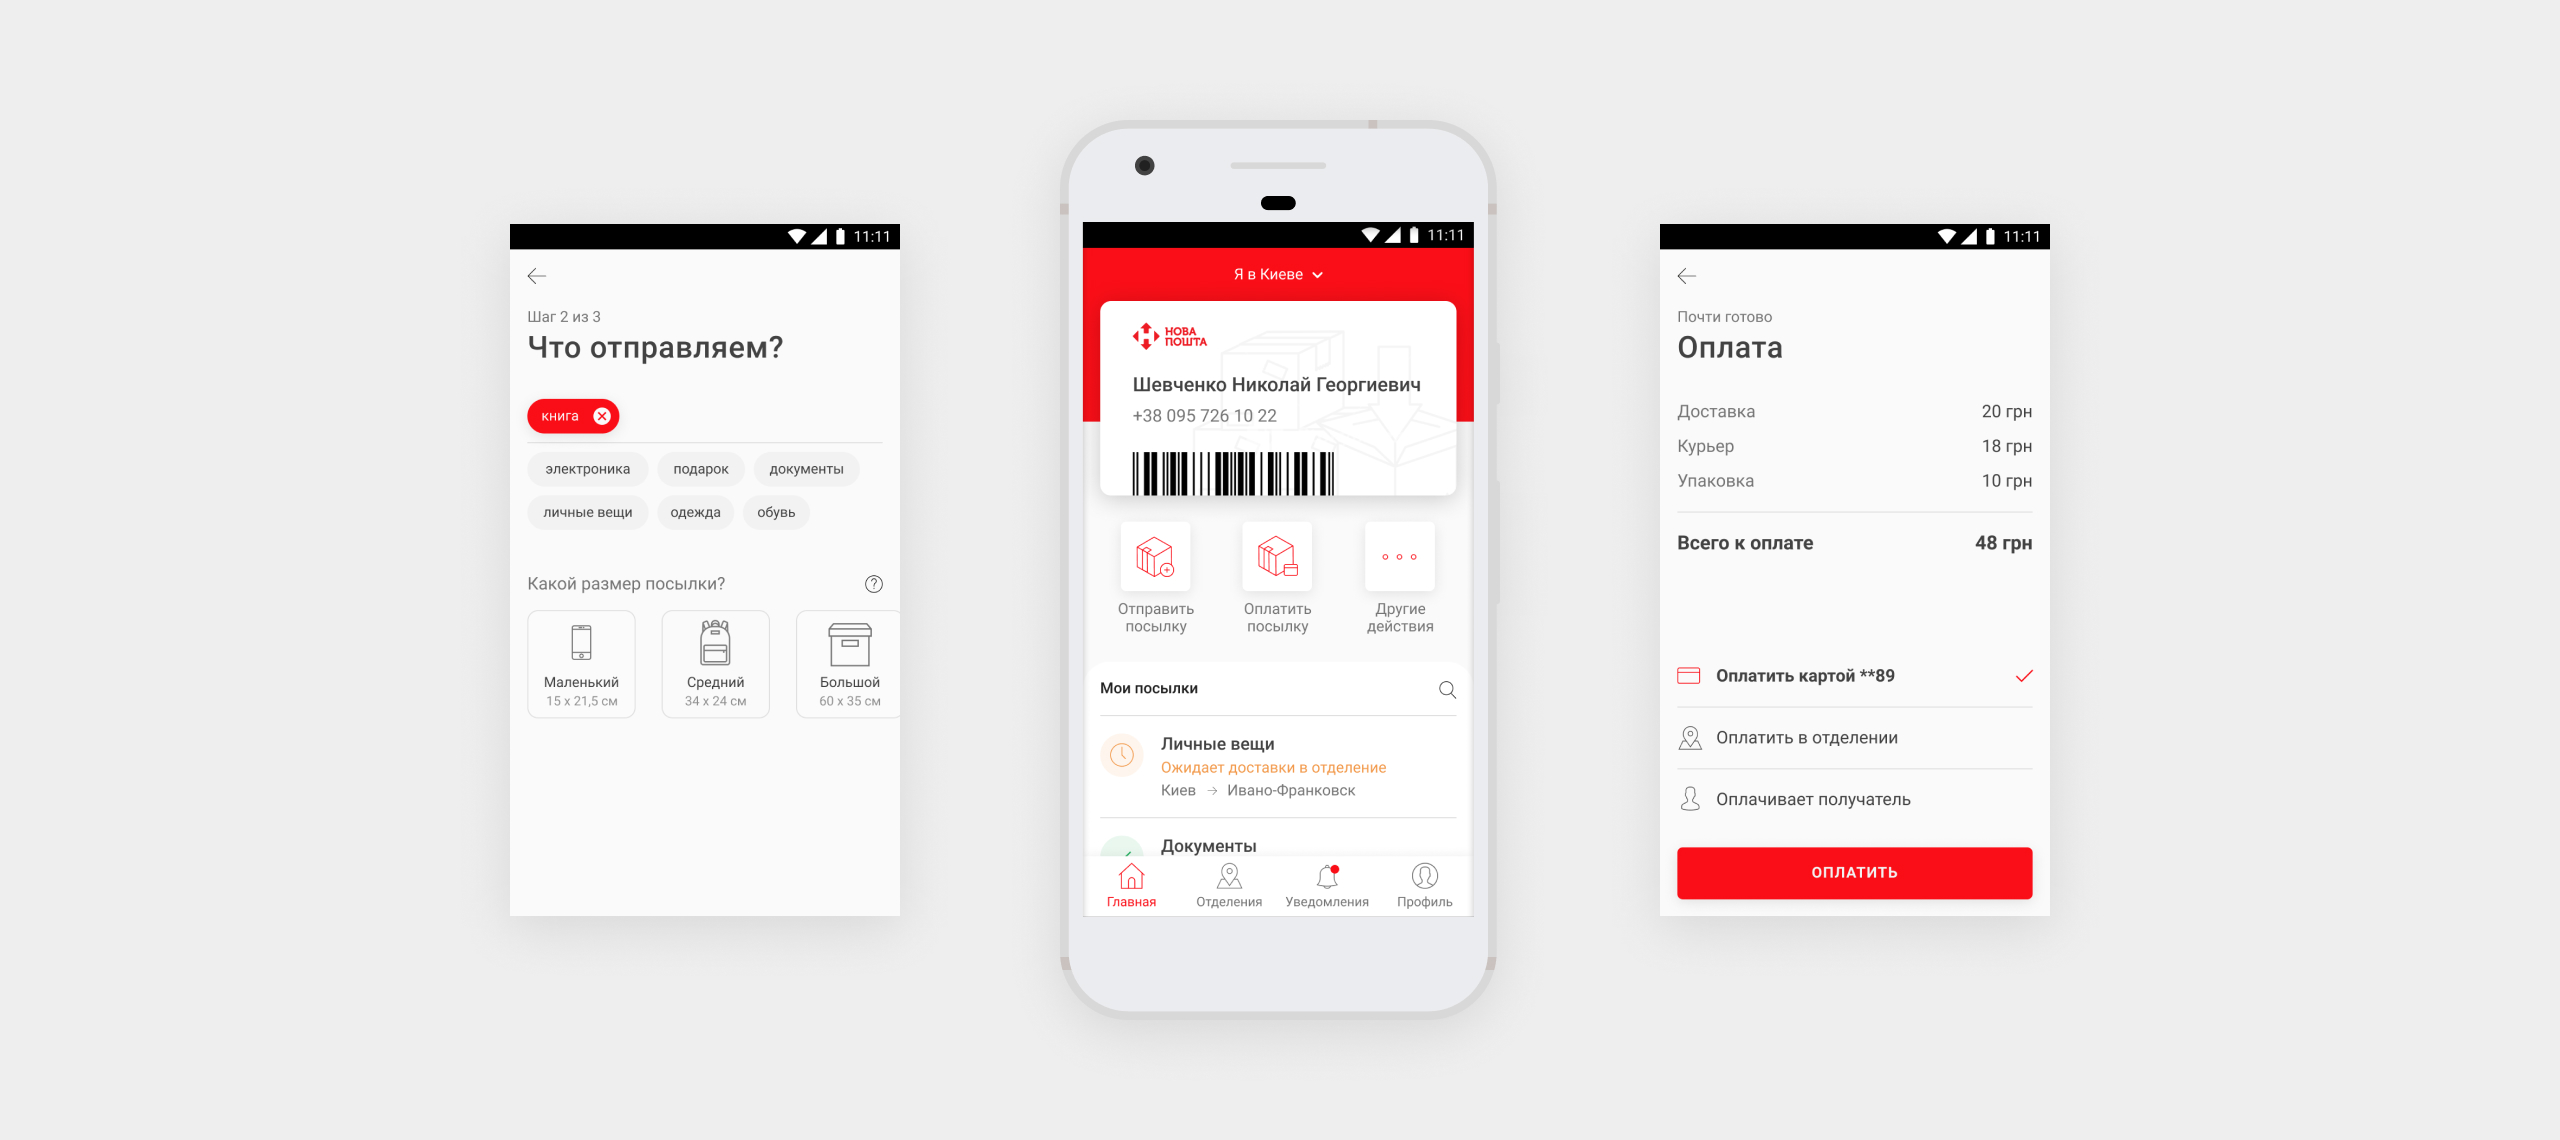 11:11
Шаг 2 из 3
Что отправляем?
книга
электроника подарок документы
личные вещи одежда обувь
Какой размер посылки?
Маленький
15 x 21,5 см
Средний
34 x 24 см
Большой
60 x 35 см
11:11
Я в Киеве
НОВА
ПОШТА
Шевченко Николай Георгиевич
+38 095 726 10 22
Отправить
посылку
Оплатить
посылку
Другие
действия
Мои посылки
Личные вещи
Ожидает доставки в отделение
Киев → Ивано-Франковск
Документы
Главная Отделения Уведомления Профиль
11:11
Почти готово
Оплата
Доставка 20 грн
Курьер 18 грн
Упаковка 10 грн
Всего к оплате 48 грн
Оплатить картой **89
Оплатить в отделении
Оплачивает получатель
ОПЛАТИТЬ